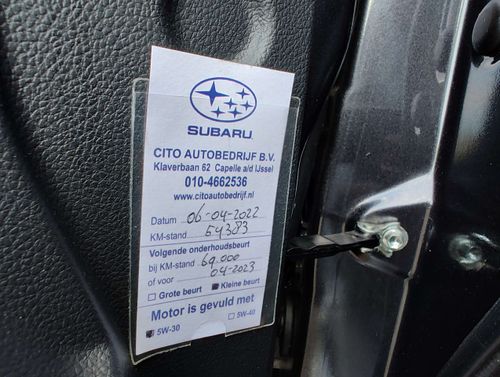 SUBARU
CITO AUTOBEDRIJF B.V.
Klaverbaan 62 Capelle a/d IJssel
010-4662536
www.citoautobedrijf.nl
Datum 06-04-2022
KM-stand 54383
Volgende onderhoudsbeurt
bij KM-stand 69.000
of voor 04-2023
Grote beurt Kleine beurt
Motor is gevuld met
5W-30 5W-40